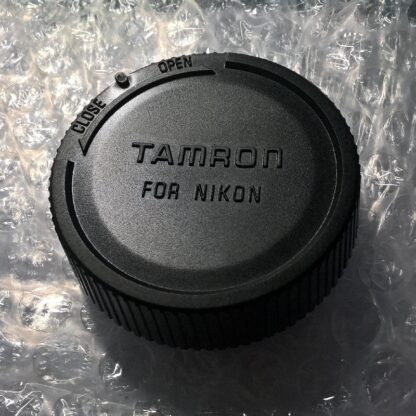 OPEN
CLOSE
TAMRON
FOR NIKON